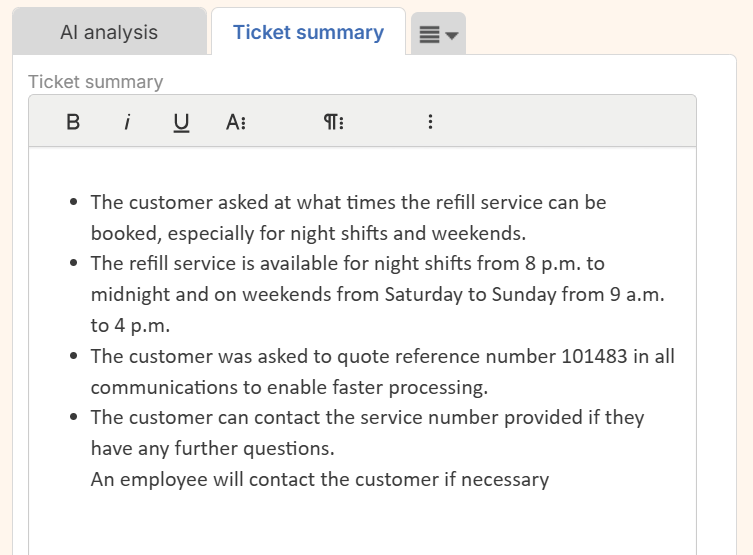 AI analysis
Ticket summary
Ticket summary
B i U A: ¶:
• The customer asked at what times the refill service can be
booked, especially for night shifts and weekends.
• The refill service is available for night shifts from 8 p.m. to
midnight and on weekends from Saturday to Sunday from 9 a.m.
to 4 p.m.
• The customer was asked to quote reference number 101483 in all
communications to enable faster processing.
• The customer can contact the service number provided if they
have any further questions.
An employee will contact the customer if necessary